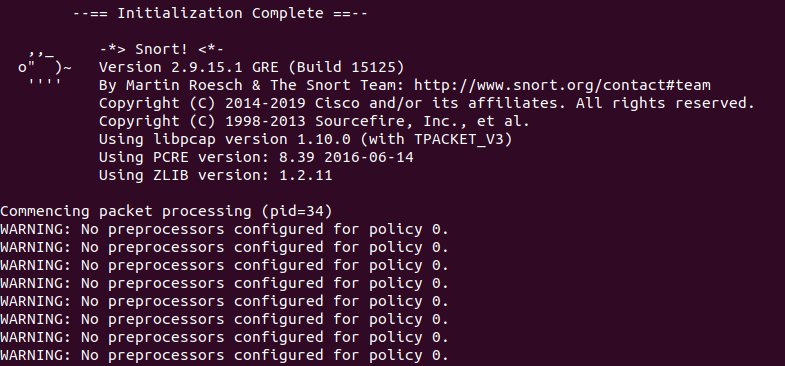 --== Initialization Complete ==--
,,_ -*> Snort! <*-
o" )~ Version 2.9.15.1 GRE (Build 15125)
'''' By Martin Roesch & The Snort Team: http://www.snort.org/contact#team
Copyright (C) 2014-2019 Cisco and/or its affiliates. All rights reserved.
Copyright (C) 1998-2013 Sourcefire, Inc., et al.
Using libpcap version 1.10.0 (with TPACKET_V3)
Using PCRE version: 8.39 2016-06-14
Using ZLIB version: 1.2.11
Commencing packet processing (pid=34)
WARNING: No preprocessors configured for policy 0.
WARNING: No preprocessors configured for policy 0.
WARNING: No preprocessors configured for policy 0.
WARNING: No preprocessors configured for policy 0.
WARNING: No preprocessors configured for policy 0.
WARNING: No preprocessors configured for policy 0.
WARNING: No preprocessors configured for policy 0.
WARNING: No preprocessors configured for policy 0.